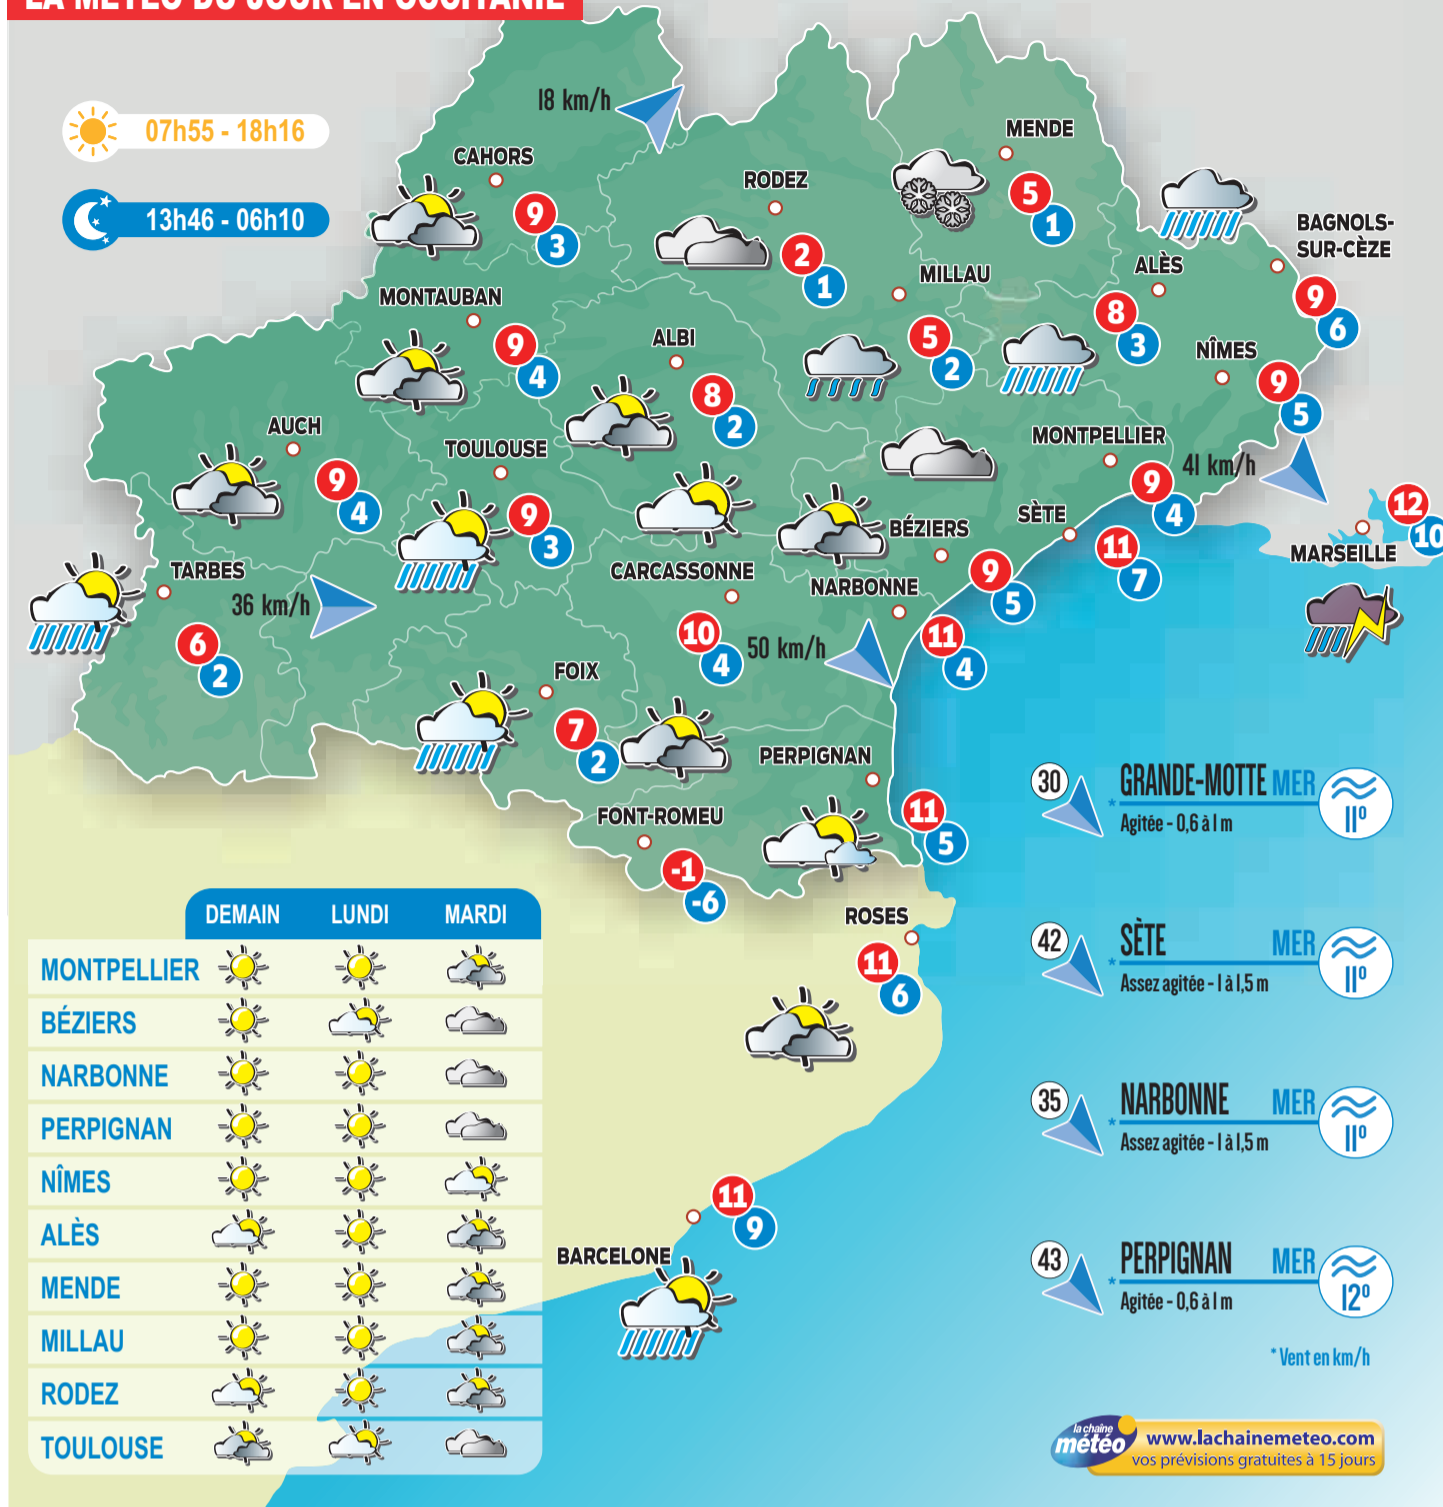 LA MÉTÉO DU JOUR EN OCCITANIE
07h55 - 18h16
13h46 - 06h10
18 km/h
CAHORS
9
3
RODEZ
2
1
MENDE
5
1
BAGNOLS-
SUR-CÈZE
9
6
MONTAUBAN
9
4
ALBI
8
2
MILLAU
5
2
ALÈS
8
3
NÎMES
9
5
AUCH
9
4
TOULOUSE
9
3
MONTPELLIER
9
4
41 km/h
SÈTE
11
7
BÉZIERS
9
5
MARSEILLE
12
10
TARBES
6
2
36 km/h
CARCASSONNE
10
4
NARBONNE
11
4
50 km/h
FOIX
7
2
PERPIGNAN
11
5
FONT-ROMEU
-1
-6
ROSES
11
6
BARCELONE
11
9
30
GRANDE-MOTTE MER
Agitée - 0,6 à 1 m
11°
42
SÈTE MER
Assez agitée - 1 à 1,5 m
11°
35
NARBONNE MER
Assez agitée - 1 à 1,5 m
11°
43
PERPIGNAN MER
Agitée - 0,6 à 1 m
12°
* Vent en km/h
DEMAIN LUNDI MARDI
MONTPELLIER
BÉZIERS
NARBONNE
PERPIGNAN
NÎMES
ALÈS
MENDE
MILLAU
RODEZ
TOULOUSE
la chaîne
météo
www.lachainemeteo.com
vos prévisions gratuites à 15 jours